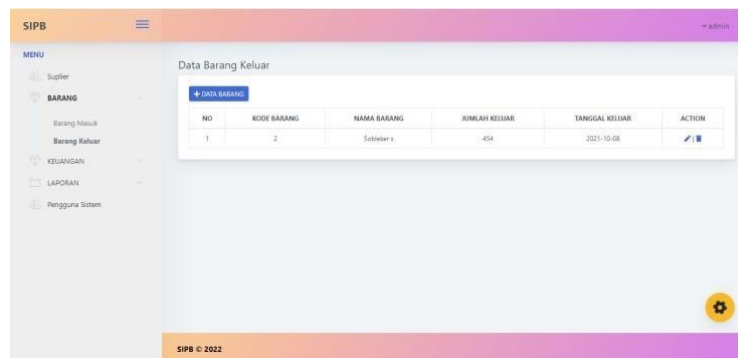 SIPB
admin
MENU
Suplier
BARANG
Barang Masuk
Barang Keluar
KEUANGAN
LAPORAN
Pengguna Sistem
Data Barang Keluar
+ DATA BARANG
NO KODE BARANG NAMA BARANG JUMLAH KELUAR TANGGAL KELUAR ACTION
1 2 454 2021-10-08 |
SIPB © 2022